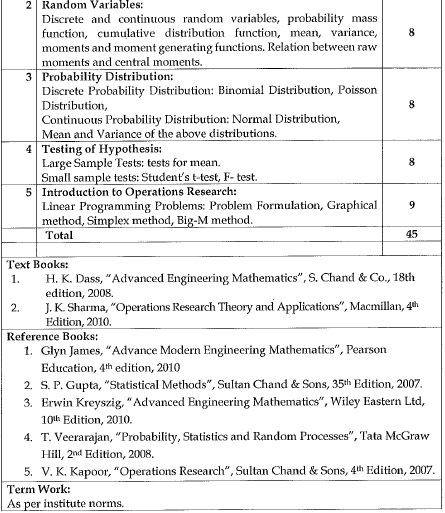 2 Random Variables:
Discrete and continuous random variables, probability mass
function, cumulative distribution function, mean, variance, 8
moments and moment generating functions. Relation between raw
moments and central moments.
3 Probability Distribution:
Discrete Probability Distribution: Binomial Distribution, Poisson
Distribution, 8
Continuous Probability Distribution: Normal Distribution,
Mean and Variance of the above distributions.
4 Testing of Hypothesis:
Large Sample Tests: tests for mean. 8
Small sample tests: Student's t-test, F- test.
5 Introduction to Operations Research:
Linear Programming Problems: Problem Formulation, Graphical 9
method, Simplex method, Big-M method.
Total 45
Text Books:
1. H. K. Dass, "Advanced Engineering Mathematics", S. Chand & Co., 18th
edition, 2008.
2. J. K. Sharma, "Operations Research Theory and Applications", Macmillan, 4th
Edition, 2010.
Reference Books:
1. Glyn James, "Advance Modern Engineering Mathematics", Pearson
Education, 4th edition, 2010
2. S. P. Gupta, "Statistical Methods", Sultan Chand & Sons, 35th Edition, 2007.
3. Erwin Kreyszig, "Advanced Engineering Mathematics", Wiley Eastern Ltd,
10th Edition, 2010.
4. T. Veerarajan, "Probability, Statistics and Random Processes", Tata McGraw
Hill, 2nd Edition, 2008.
5. V. K. Kapoor, "Operations Research", Sultan Chand & Sons, 4th Edition, 2007.
Term Work:
As per institute norms.